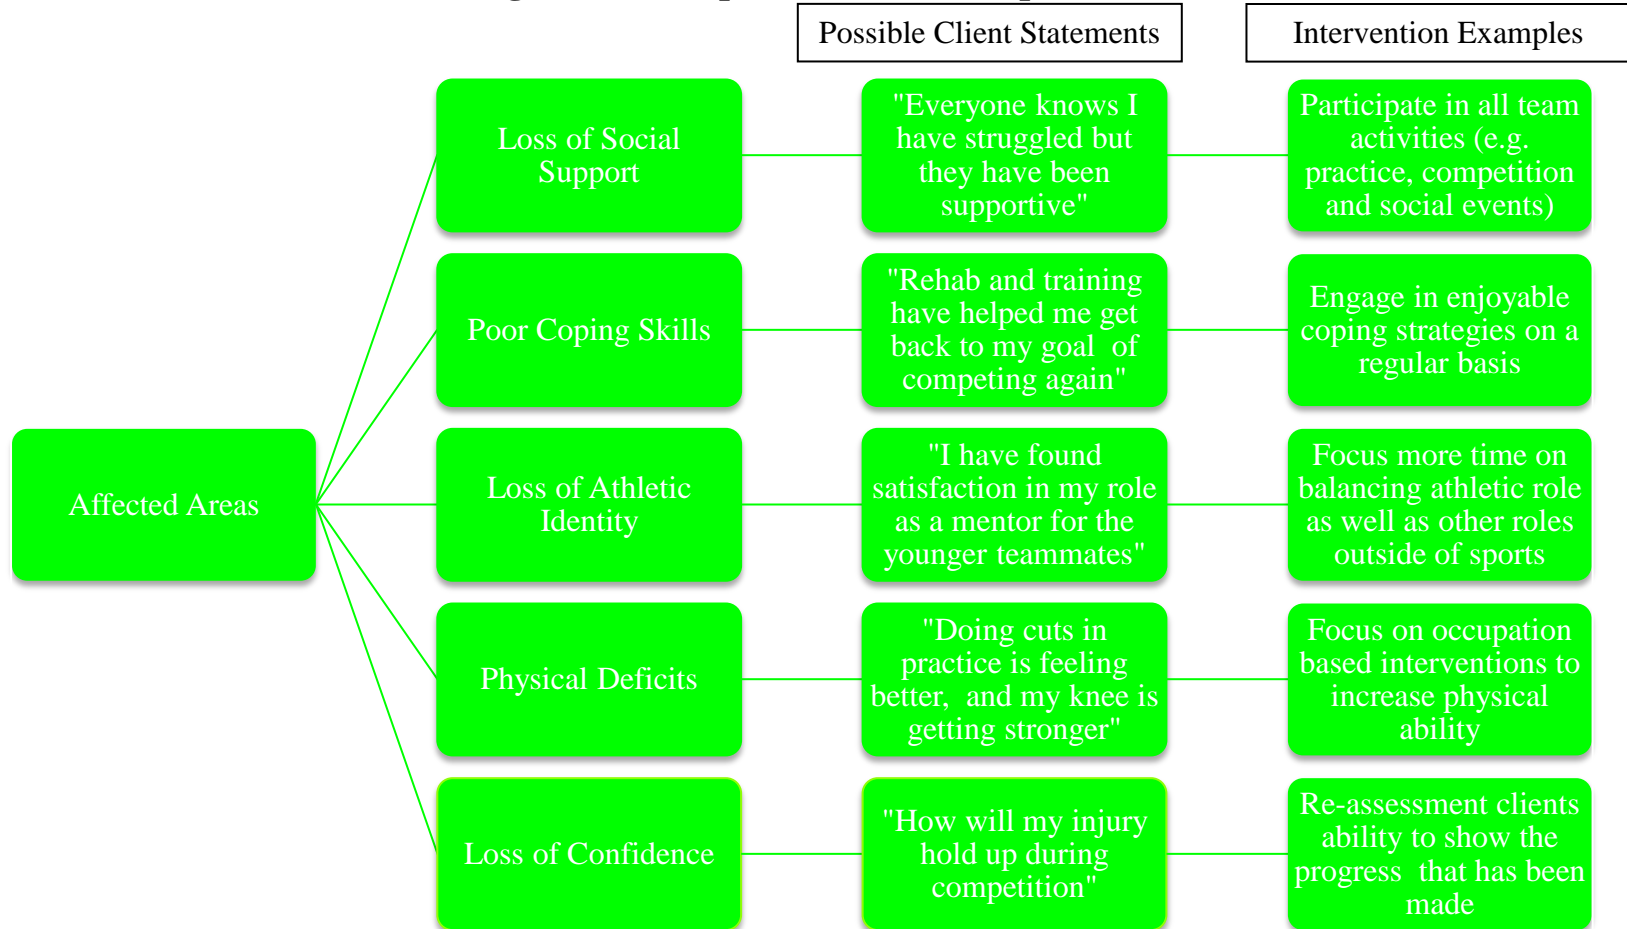 Possible Client Statements
Intervention Examples
Affected Areas
Loss of Social
Support
"Everyone knows I
have struggled but
they have been
supportive"
Participate in all team
activities (e.g.
practice, competition
and social events)
Poor Coping Skills
"Rehab and training
have helped me get
back to my goal  of
competing again"
Engage in enjoyable
coping strategies on a
regular basis
Loss of Athletic
Identity
"I have found
satisfaction in my role
as a mentor for the
younger teammates"
Focus more time on
balancing athletic role
as well as other roles
outside of sports
Physical Deficits
"Doing cuts in
practice is feeling
better,  and my knee is
getting stronger"
Focus on occupation
based interventions to
increase physical
ability
Loss of Confidence
"How will my injury
hold up during
competition"
Re-assessment clients
ability to show the
progress  that has been
made